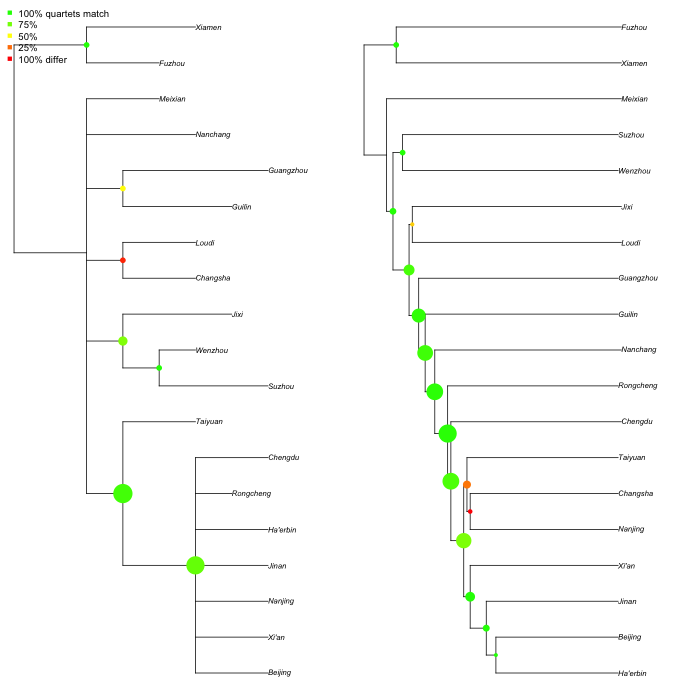 100% quartets match
75%
50%
25%
100% differ
Xiamen
Fuzhou
Meixian
Nanchang
Guangzhou
Guilin
Loudi
Changsha
Jixi
Wenzhou
Suzhou
Taiyuan
Chengdu
Rongcheng
Ha'erbin
Jinan
Nanjing
Xi'an
Beijing
Fuzhou
Xiamen
Meixian
Suzhou
Wenzhou
Jixi
Loudi
Guangzhou
Guilin
Nanchang
Rongcheng
Chengdu
Taiyuan
Changsha
Nanjing
Xi'an
Jinan
Beijing
Ha'erbin